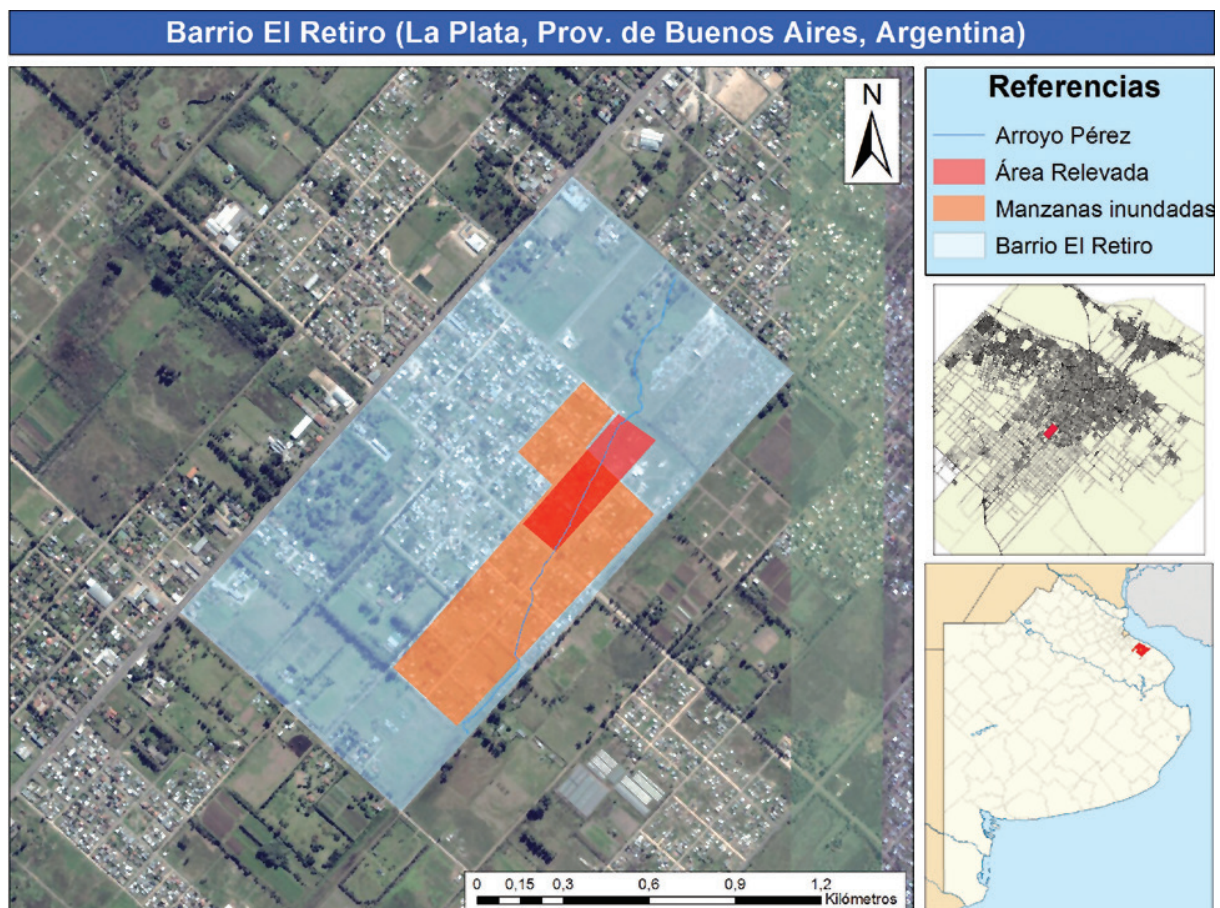 Barrio El Retiro (La Plata, Prov. de Buenos Aires, Argentina)
N
Referencias
Arroyo Pérez
Área Relevada
Manzanas inundadas
Barrio El Retiro
0 0,15 0,3 0,6 0,9 1,2
Kilómetros